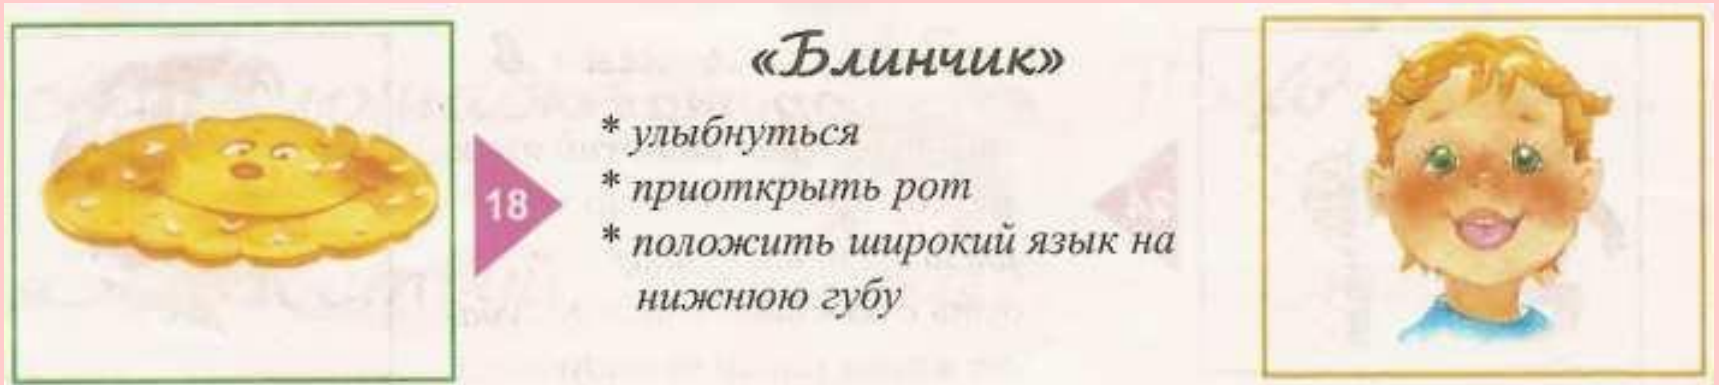 «Блинчик»
* улыбнуться
* приоткрыть рот
* положить широкий язык на
нижнюю губу
18